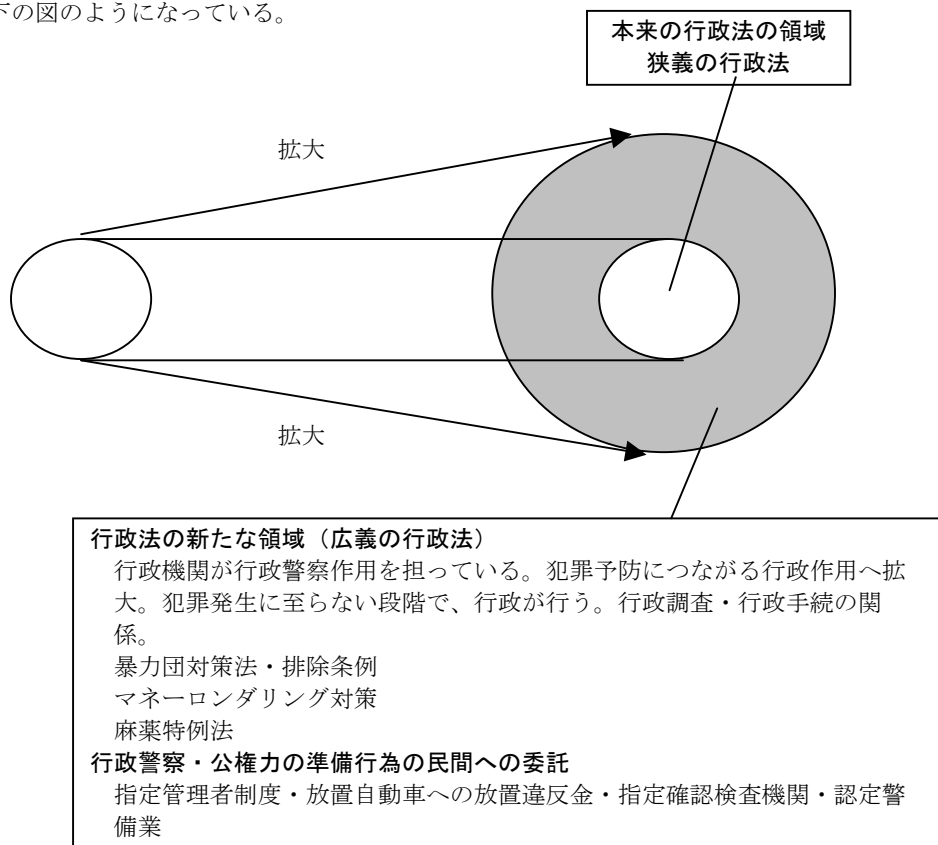 下の図のようになっている。
本来の行政法の領域
狭義の行政法
拡大
拡大
行政法の新たな領域（広義の行政法）
行政機関が行政警察作用を担っている。犯罪予防につながる行政作用へ拡
大。犯罪発生に至らない段階で、行政が行う。行政調査・行政手続の関
係。
暴力団対策法・排除条例
マネーロンダリング対策
麻薬特例法
行政警察・公権力の準備行為の民間への委託
指定管理者制度・放置自動車への放置違反金・指定確認検査機関・認定警
備業